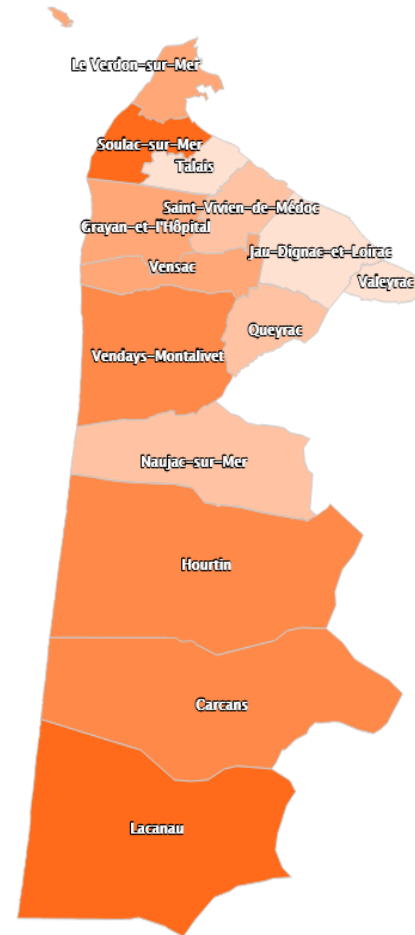 Le Verdon-sur-Mer
Soulac-sur-Mer
Talais
Saint-Vivien-de-Médoc
Grayan-et-l'Hôpital
Jau-Dignac-et-Loirac
Vensac
Valeyrac
Queyrac
Vendays-Montalivet
Naujac-sur-Mer
Hourtin
Carcans
Lacanau